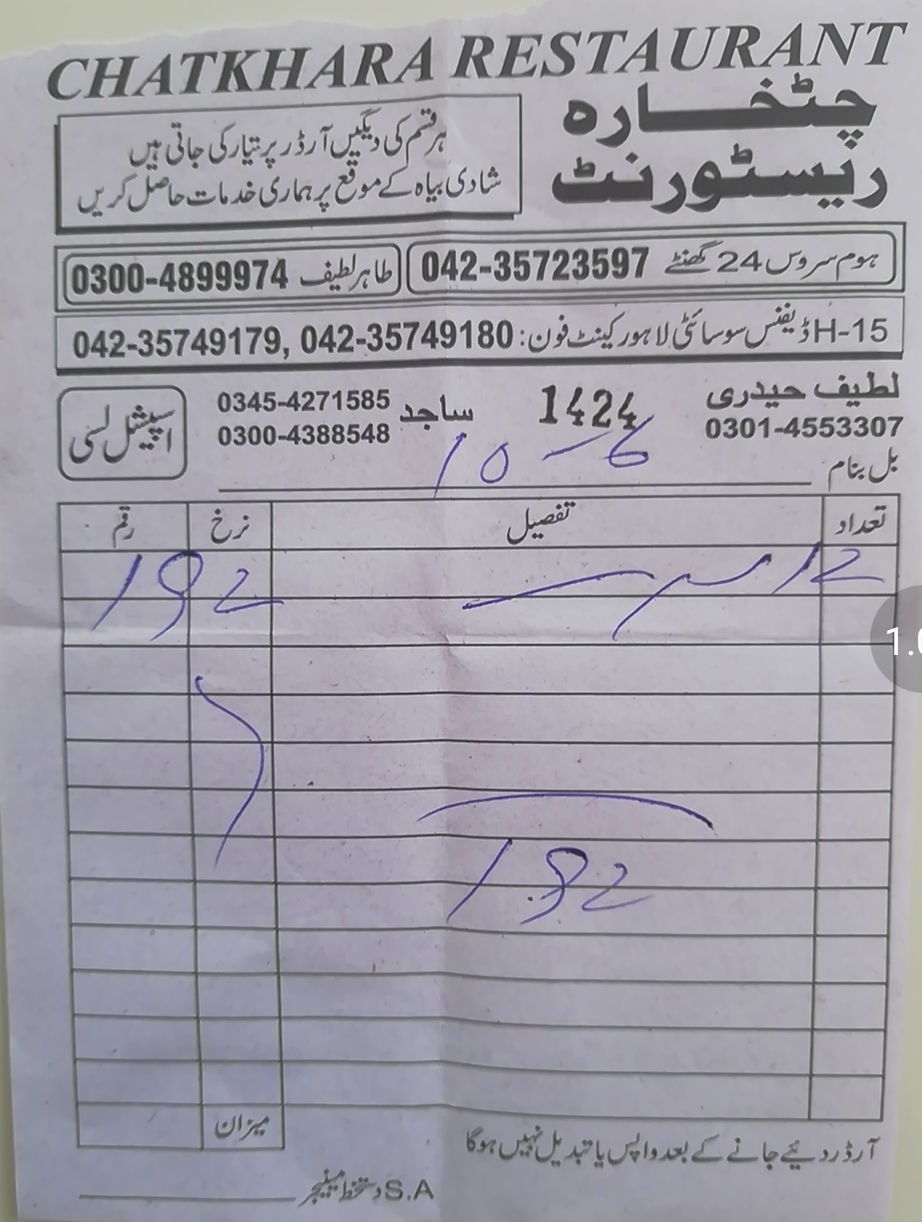 CHATKHARA RESTAURANT
چٹخارہ
ریسٹورنٹ
ہر قسم کی دیگیں آرڈر پر تیار کی جاتی ہیں
شادی بیاہ کے موقع پر ہماری خدمات حاصل کریں
ہوم سروس 24 گھنٹے 042-35723597
طاہر لطیف 0300-4899974
H-15 ڈیفنس سوسائٹی لاہور کینٹ فون: 042-35749179, 042-35749180
لطیف حیدری
0301-4553307
1424
ساجد 0345-4271585
0300-4388548
اسپیشل لسی
بل بنام
10-6
تعداد تفصیل نرخ رقم
12 192
192
میزان
آرڈر دئیے جانے کے بعد واپس یا تبدیل نہیں ہوگا
S.A دستخط مینیجر
1.0